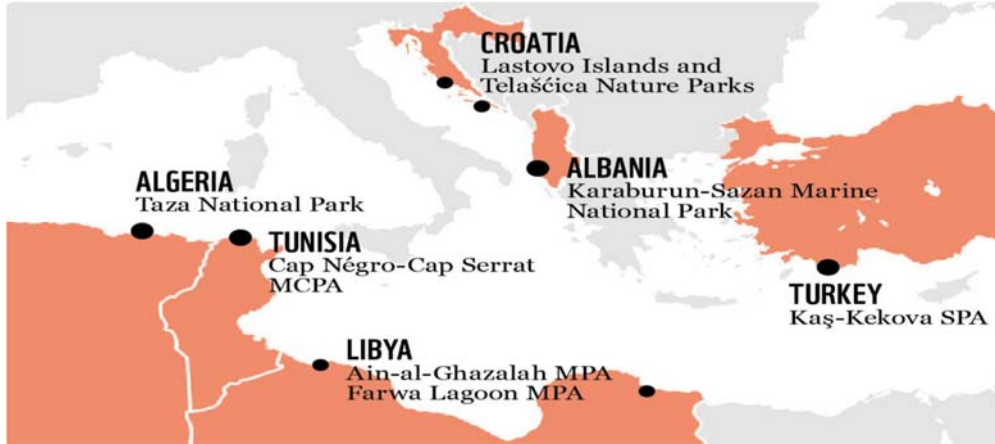 CROATIA
Lastovo Islands and
Telašćica Nature Parks
ALBANIA
Karaburun-Sazan Marine
National Park
ALGERIA
Taza National Park
TUNISIA
Cap Négro-Cap Serrat
MCPA
TURKEY
Kaş-Kekova SPA
LIBYA
Ain-al-Ghazalah MPA
Farwa Lagoon MPA